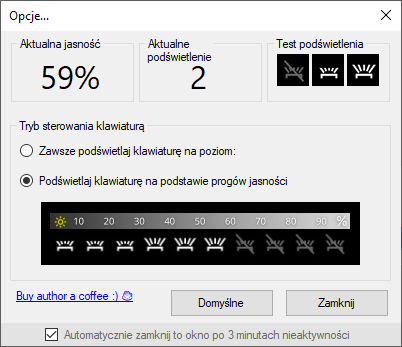 Opcje...
Aktualna jasność
59%
Aktualne
podświetlenie
2
Test podświetlenia
Tryb sterowania klawiaturą
Zawsze podświetlaj klawiaturę na poziom:
Podświetlaj klawiaturę na podstawie progów jasności
10 20 30 40 50 60 70 80 90 %
Buy author a coffee :)
Domyślne
Zamknij
Automatycznie zamknij to okno po 3 minutach nieaktywności